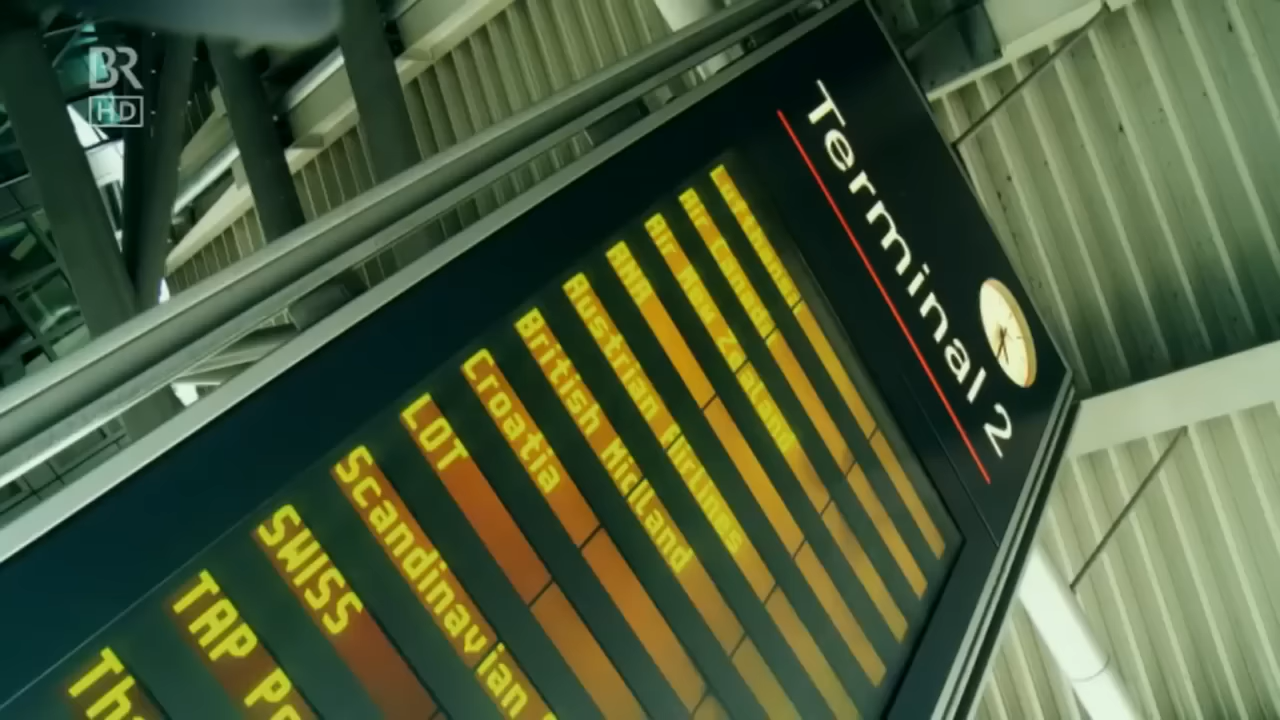 BR
HD
Terminal 2
Air Canada
Air New Zealand
ANA
Austrian Airlines
British Midland
Croatia
LOT
Scandinavian
SWISS
TAP